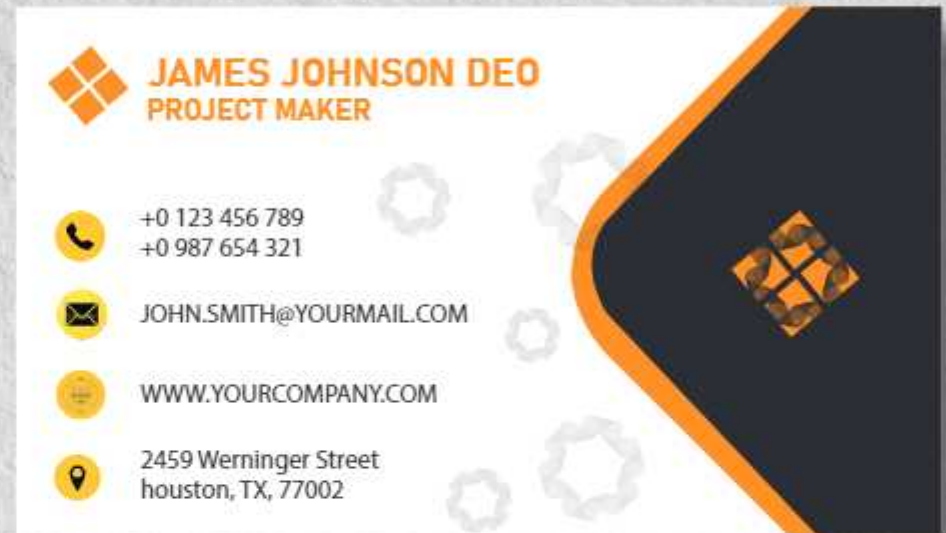 JAMES JOHNSON DEO
PROJECT MAKER
+0 123 456 789
+0 987 654 321
JOHN.SMITH@YOURMAIL.COM
WWW.YOURCOMPANY.COM
2459 Werninger Street
houston, TX, 77002